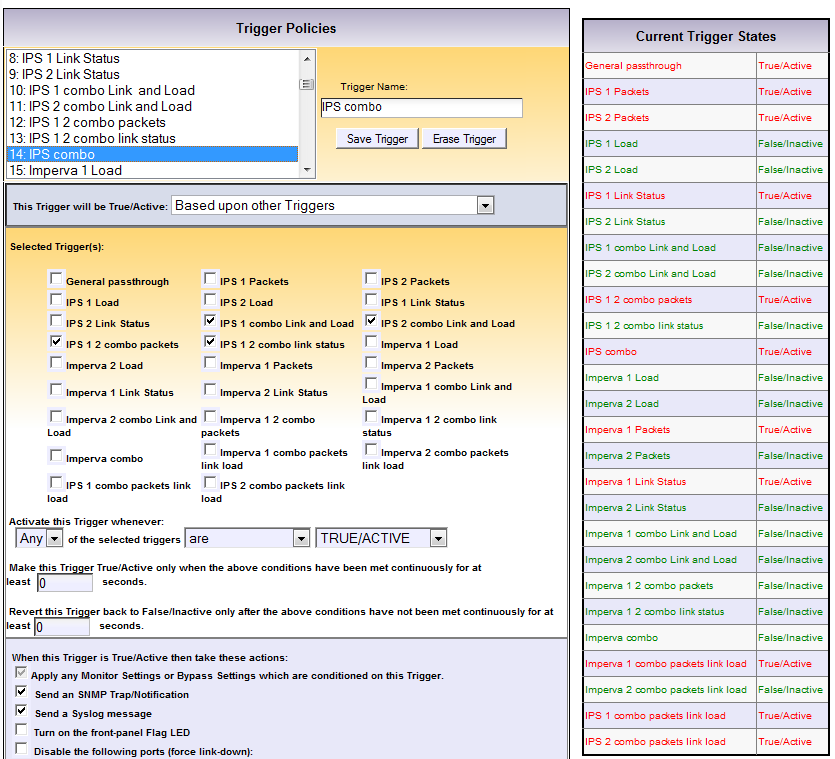 Trigger Policies
8: IPS 1 Link Status
9: IPS 2 Link Status
10: IPS 1 combo Link  and Load
11: IPS 2 combo Link and Load
12: IPS 1 2 combo packets
13: IPS 1 2 combo link status
14: IPS combo
15: Imperva 1 Load
Trigger Name:
IPS combo
Save Trigger Erase Trigger
This Trigger will be True/Active: Based upon other Triggers
Selected Trigger(s):
General passthrough IPS 1 Packets IPS 2 Packets
IPS 1 Load IPS 2 Load IPS 1 Link Status
IPS 2 Link Status IPS 1 combo Link and Load IPS 2 combo Link and Load
IPS 1 2 combo packets IPS 1 2 combo link status Imperva 1 Load
Imperva 2 Load Imperva 1 Packets Imperva 2 Packets
Imperva 1 Link Status Imperva 2 Link Status Imperva 1 combo Link and
Load
Imperva 2 combo Link and Imperva 1 2 combo Imperva 1 2 combo link
Load packets status
Imperva combo Imperva 1 combo packets Imperva 2 combo packets
link load link load
IPS 1 combo packets link IPS 2 combo packets link
load load
Activate this Trigger whenever:
Any of the selected triggers are TRUE/ACTIVE
Make this Trigger True/Active only when the above conditions have been met continuously for at
least 0 seconds.
Revert this Trigger back to False/Inactive only after the above conditions have not been met continuously for at
least 0 seconds.
When this Trigger is True/Active then take these actions:
Apply any Monitor Settings or Bypass Settings which are conditioned on this Trigger.
Send an SNMP Trap/Notification
Send a Syslog message
Turn on the front-panel Flag LED
Disable the following ports (force link-down):
Current Trigger States
General passthrough True/Active
IPS 1 Packets True/Active
IPS 2 Packets True/Active
IPS 1 Load False/Inactive
IPS 2 Load False/Inactive
IPS 1 Link Status True/Active
IPS 2 Link Status False/Inactive
IPS 1 combo Link and Load False/Inactive
IPS 2 combo Link and Load False/Inactive
IPS 1 2 combo packets True/Active
IPS 1 2 combo link status False/Inactive
IPS combo True/Active
Imperva 1 Load False/Inactive
Imperva 2 Load False/Inactive
Imperva 1 Packets True/Active
Imperva 2 Packets False/Inactive
Imperva 1 Link Status True/Active
Imperva 2 Link Status False/Inactive
Imperva 1 combo Link and Load False/Inactive
Imperva 2 combo Link and Load False/Inactive
Imperva 1 2 combo packets False/Inactive
Imperva 1 2 combo link status False/Inactive
Imperva combo False/Inactive
Imperva 1 combo packets link load True/Active
Imperva 2 combo packets link load False/Inactive
IPS 1 combo packets link load True/Active
IPS 2 combo packets link load True/Active